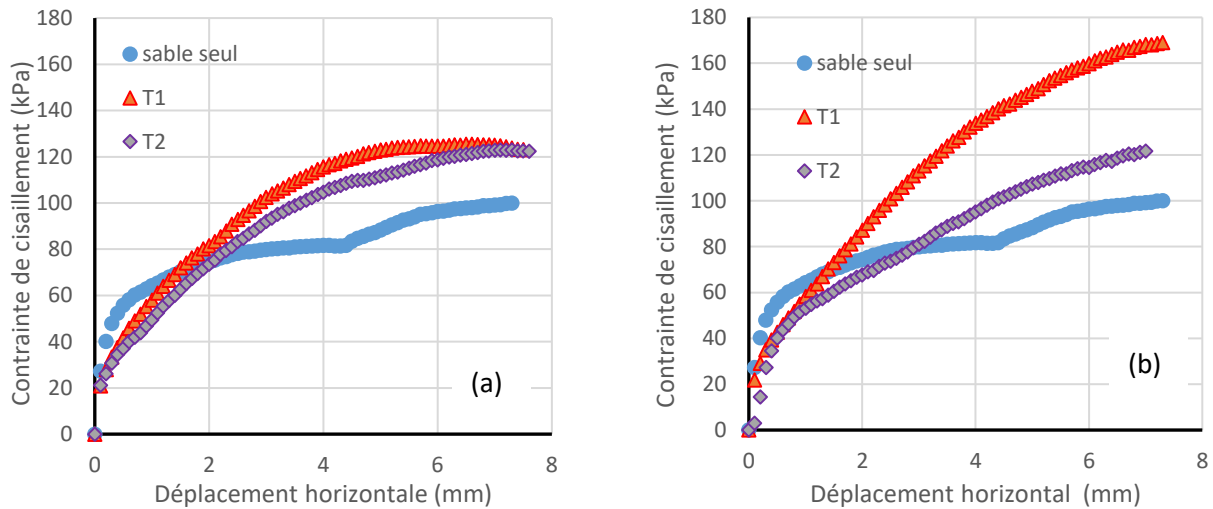 180
160
140
120
100
80
60
40
20
0
Contrainte de cisaillement (kPa)
sable seul
T1
T2
(a)
0 2 4 6 8
Déplacement horizontale (mm)
180
160
140
120
100
80
60
40
20
0
Contrainte de cisaillement (kPa)
sable seul
T1
T2
(b)
0 2 4 6 8
Déplacement horizontal (mm)